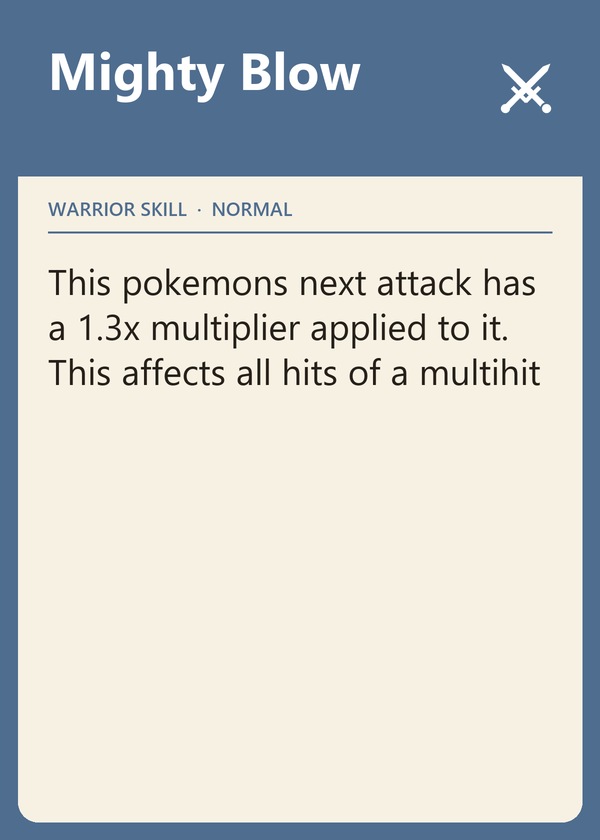 Mighty Blow
WARRIOR SKILL · NORMAL
This pokemons next attack has
a 1.3x multiplier applied to it.
This affects all hits of a multihit